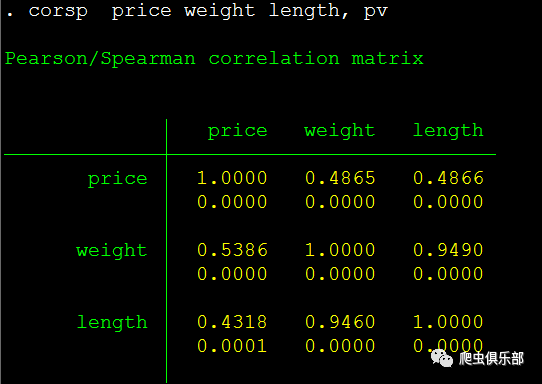 . corsp  price weight length, pv
Pearson/Spearman correlation matrix
price weight length
price 1.0000 0.4865 0.4866
0.0000 0.0000 0.0000
weight 0.5386 1.0000 0.9490
0.0000 0.0000 0.0000
length 0.4318 0.9460 1.0000
0.0001 0.0000 0.0000
爬虫俱乐部